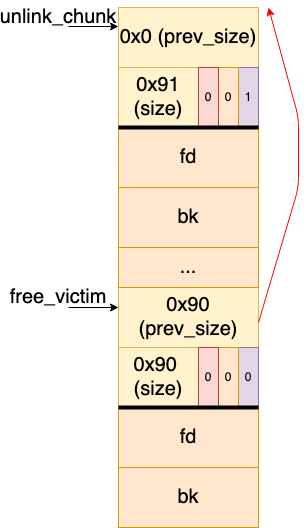 unlink_chunk
0x0 (prev_size)
0x91
(size)
0
0
1
fd
bk
...
free_victim
0x90
(prev_size)
0x90
(size)
0
0
0
fd
bk